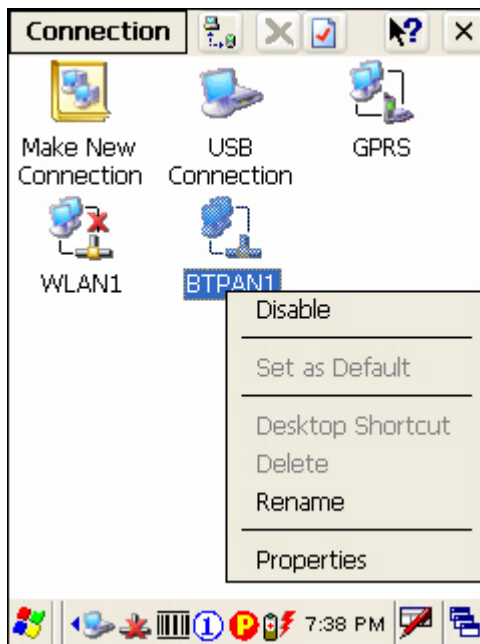 Connection
?
Make New Connection
USB Connection
GPRS
WLAN1
BTPAN1
Disable
Set as Default
Desktop Shortcut
Delete
Rename
Properties
1 P 7:38 PM